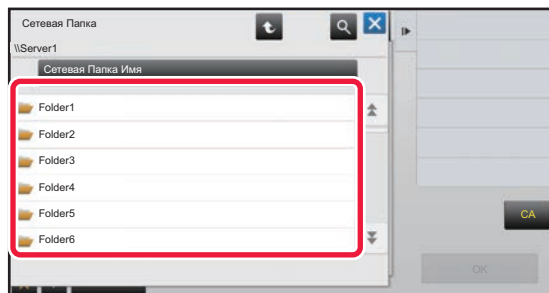 Сетевая Папка
\\Server1
Сетевая Папка Имя
Folder1
Folder2
Folder3
Folder4
Folder5
Folder6
CA
OK